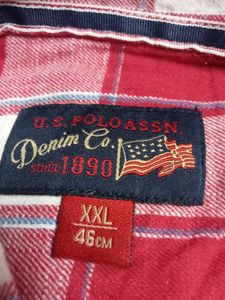 U.S. POLO ASSN.
Denim Co.
SINCE 1890
XXL
46CM